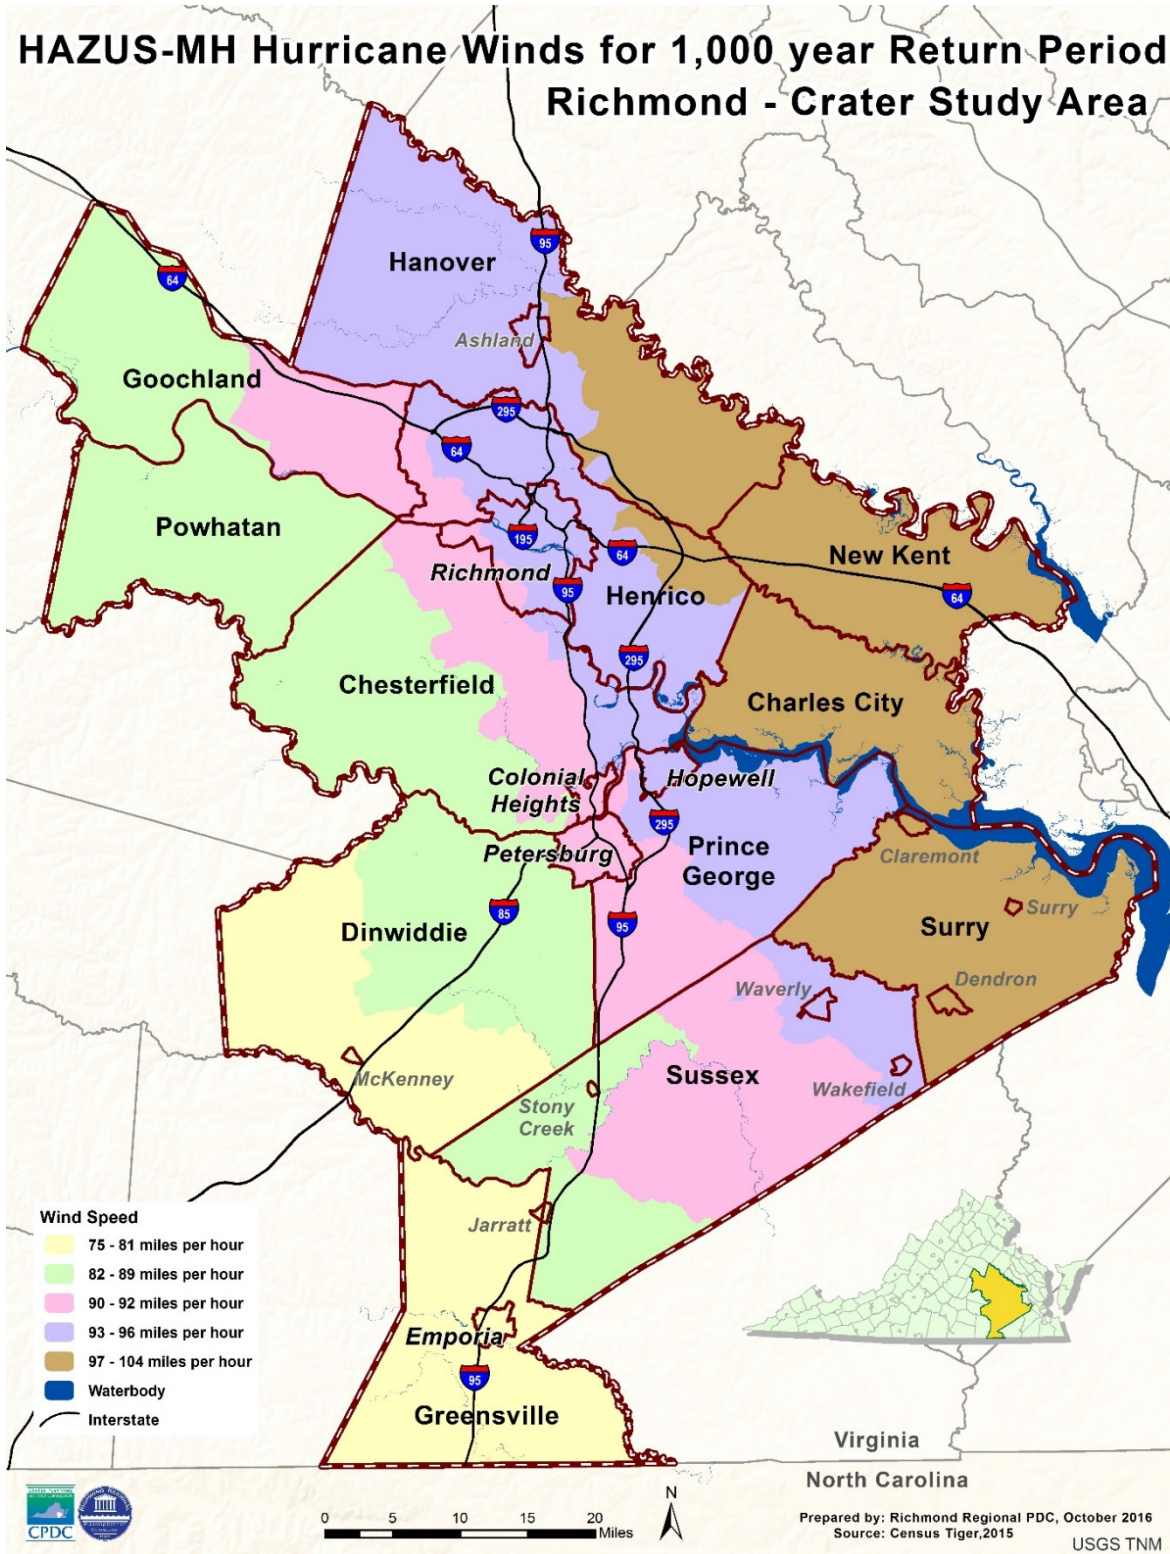 HAZUS-MH Hurricane Winds for 1,000 year Return Period
Richmond - Crater Study Area
95
Hanover
64
Ashland
Goochland
295
64
Powhatan
195
64
New Kent
Richmond
95
Henrico
64
295
Chesterfield
Charles City
Colonial
Heights
Hopewell
295
Petersburg
Prince
George
Claremont
85
Surry
Dinwiddie
95
Surry
Waverly
Dendron
McKenney
Sussex
Wakefield
Stony
Creek
Jarratt
Emporia
95
Greensville
Wind Speed
75 - 81 miles per hour
82 - 89 miles per hour
90 - 92 miles per hour
93 - 96 miles per hour
97 - 104 miles per hour
Waterbody
Interstate
Virginia
North Carolina
CPDC
N
0 5 10 15 20
Miles
Prepared by: Richmond Regional PDC, October 2016
Source: Census Tiger,2015
USGS TNM